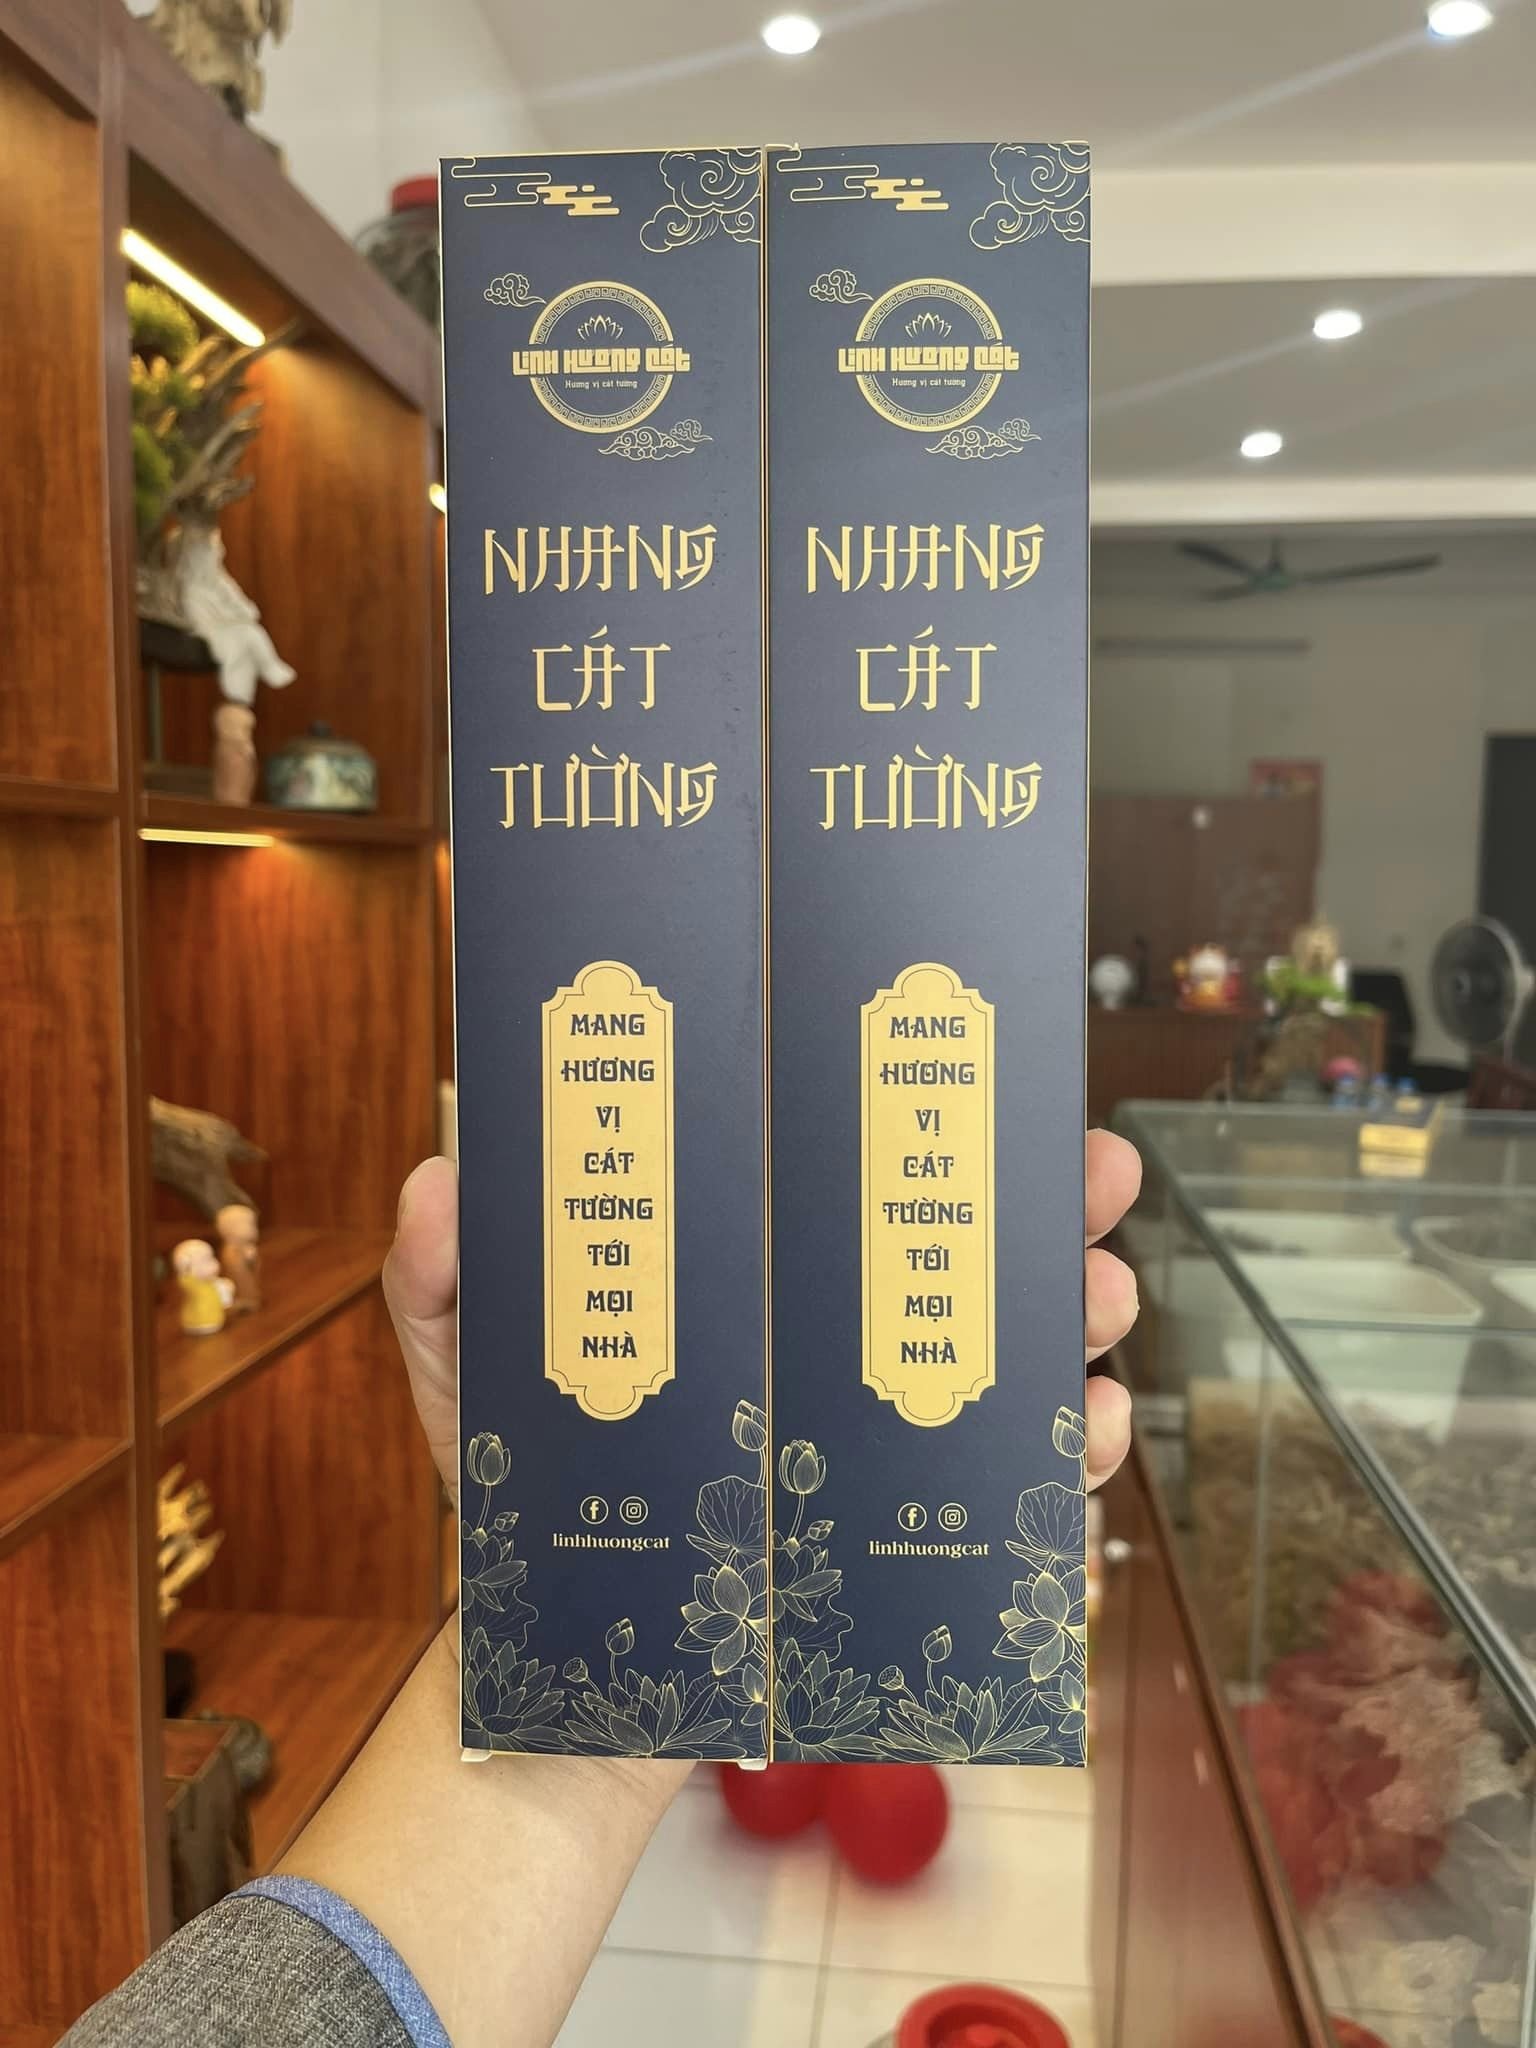 Linh Hương Cát
Hương vị cát tường
NHANG
CÁT
TƯỜNG
MANG
HƯƠNG
VỊ
CÁT
TƯỜNG
TỚI
MỌI
NHÀ
linhhuongcat
Linh Hương Cát
Hương vị cát tường
NHANG
CÁT
TƯỜNG
MANG
HƯƠNG
VỊ
CÁT
TƯỜNG
TỚI
MỌI
NHÀ
linhhuongcat